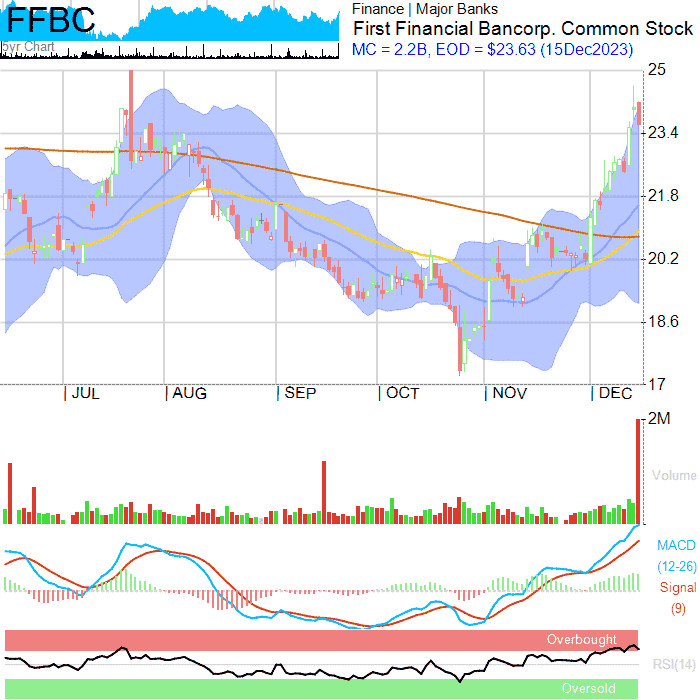 FFBC
5yr Chart
Finance | Major Banks
First Financial Bancorp. Common Stock
MC = 2.2B, EOD = $23.63 (15Dec2023)
25
23.4
21.8
20.2
18.6
17
| JUL | AUG | SEP | OCT | NOV | DEC
2M
Volume
MACD
(12-26)
Signal
(9)
Overbought
RSI(14)
Oversold